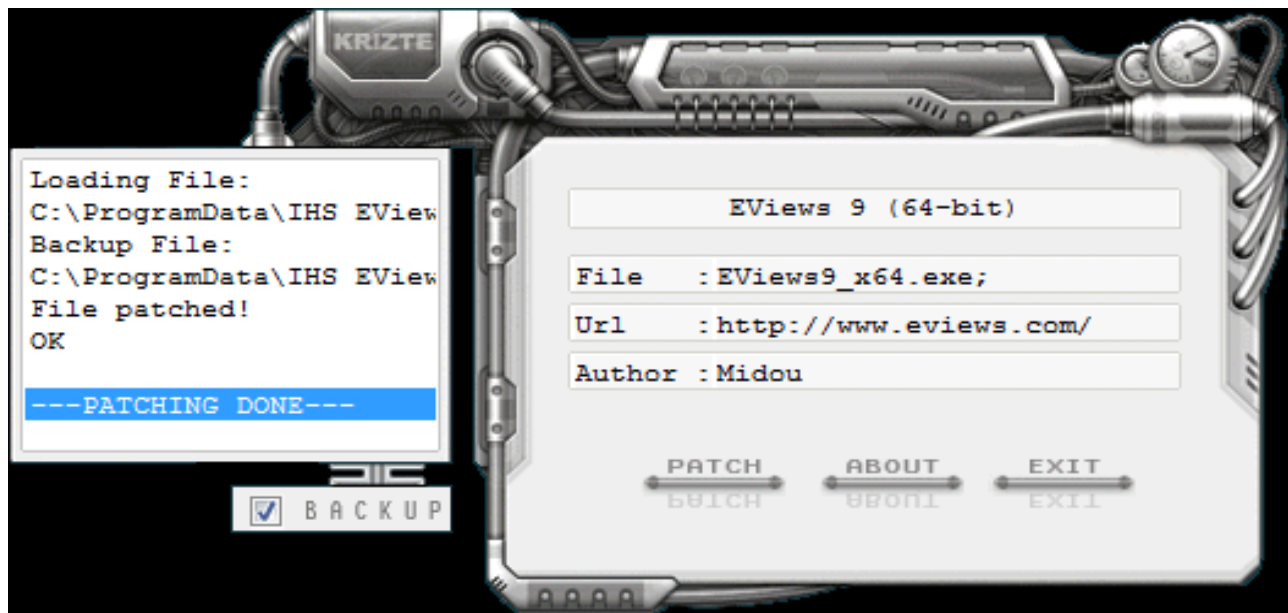 KRIZTE
Loading File:
C:\ProgramData\IHS EView
Backup File:
C:\ProgramData\IHS EView
File patched!
OK
---PATCHING DONE---
BACKUP
EViews 9 (64-bit)
File :EViews9_x64.exe;
Url :http://www.eviews.com/
Author :Midou
PATCH ABOUT EXIT